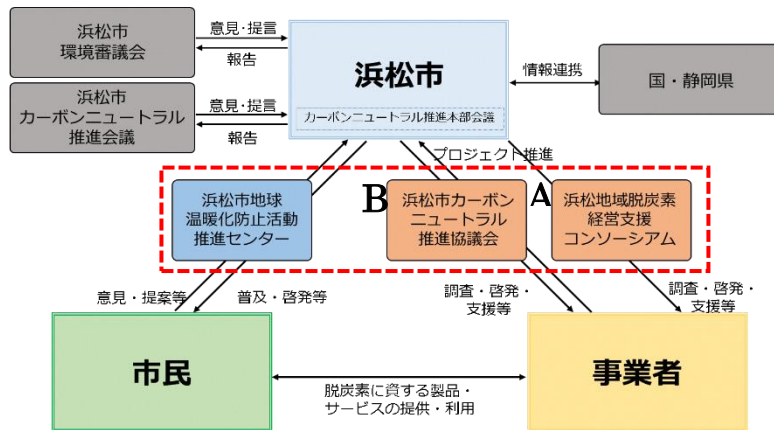 浜松市
環境審議会
意見・提言
報告
浜松市
カーボンニュートラル
推進会議
意見・提言
報告
浜松市
カーボンニュートラル推進本部会議
情報連携
国・静岡県
プロジェクト推進
浜松市地球
温暖化防止活動
推進センター
B
浜松市カーボン
ニュートラル
推進協議会
A
浜松地域脱炭素
経営支援
コンソーシアム
意見・提案等
普及・啓発等
調査・啓発・
支援等
調査・啓発・
支援等
市民
脱炭素に資する製品・
サービスの提供・利用
事業者